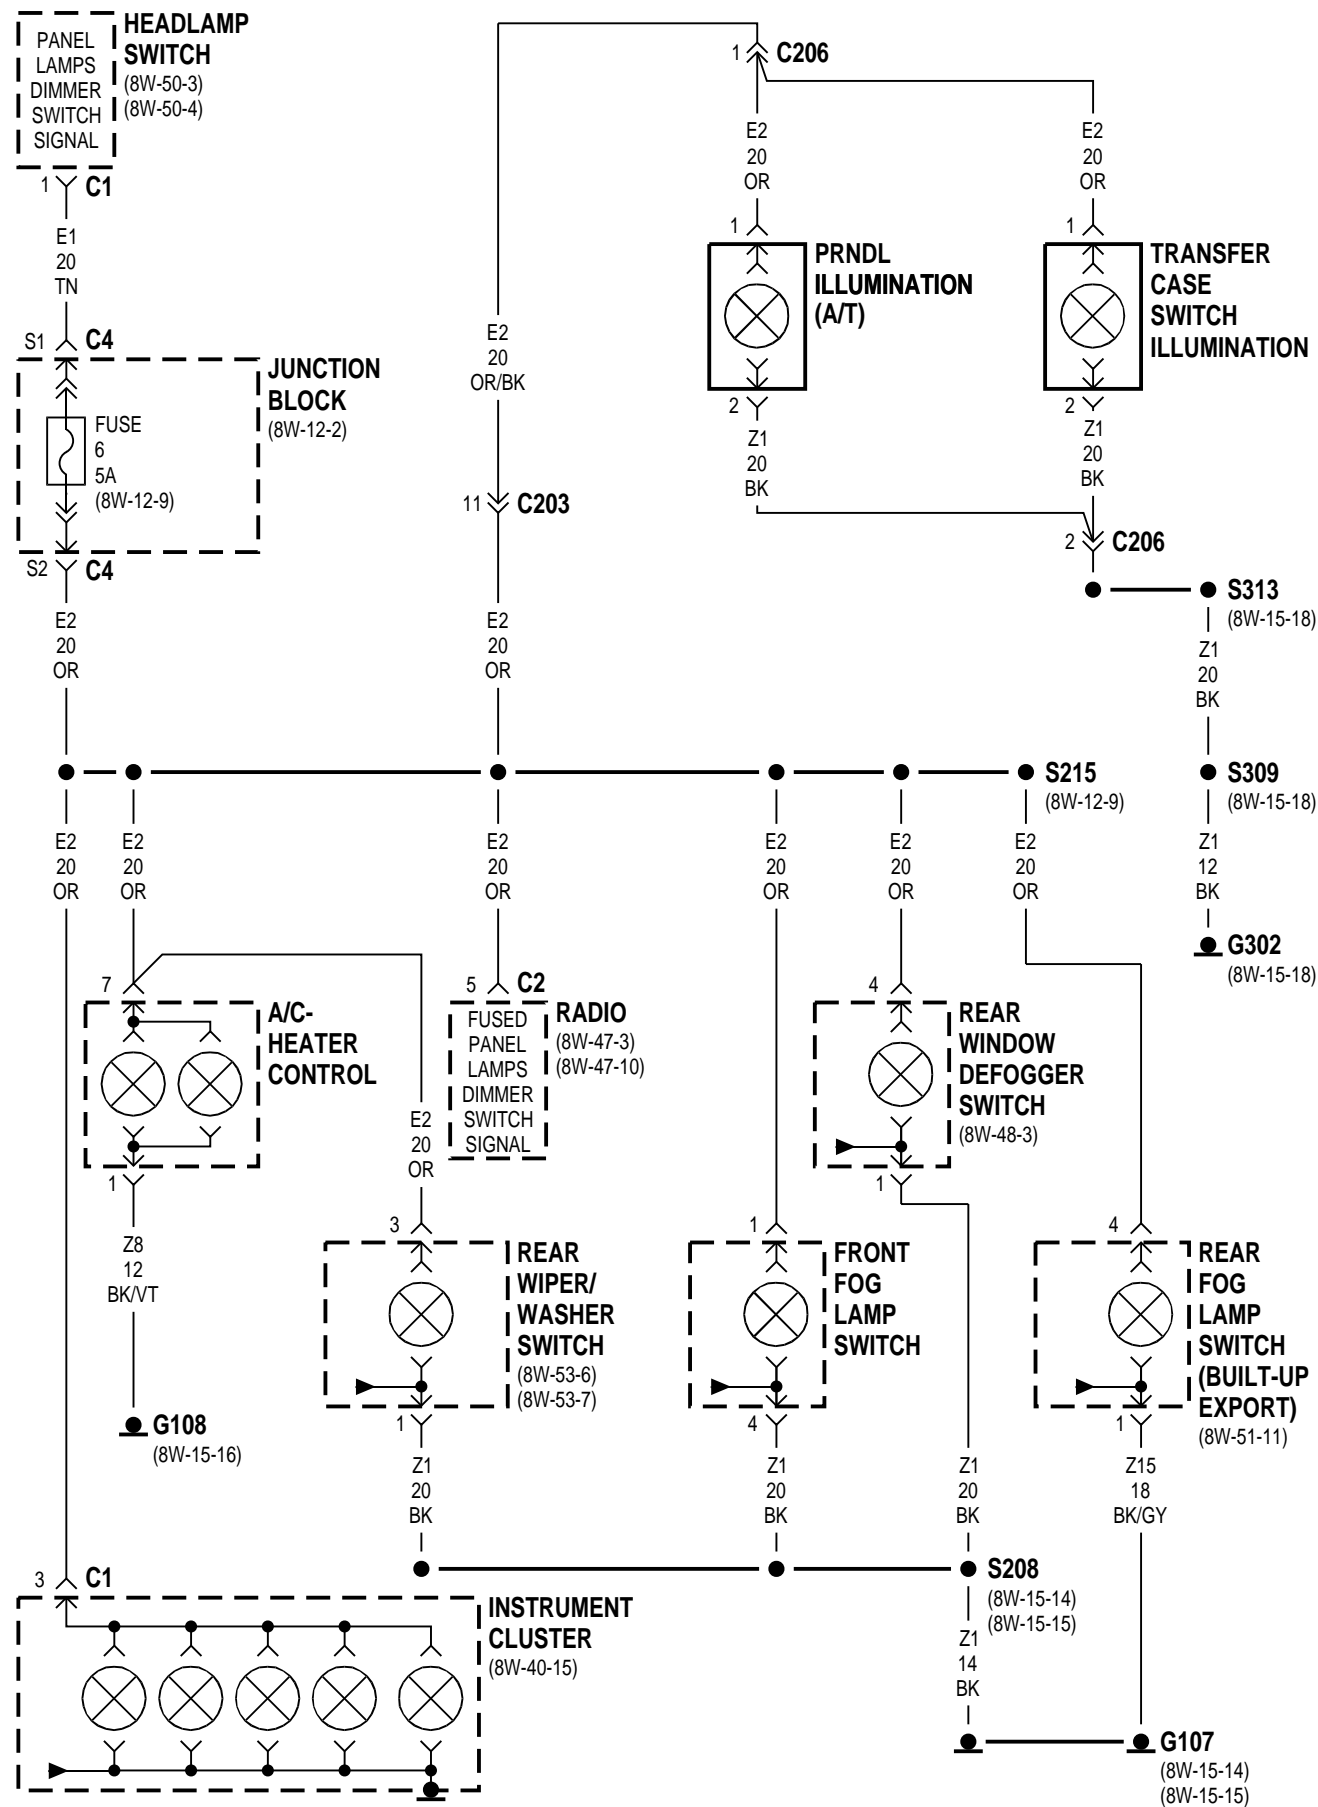 HEADLAMP
SWITCH
(8W-50-3)
(8W-50-4)
PANEL
LAMPS
DIMMER
SWITCH
SIGNAL
1
C1
E1
20
TN
S1
C4
JUNCTION
BLOCK
(8W-12-2)
FUSE
6
5A
(8W-12-9)
S2
C4
E2
20
OR
E2
20
OR/BK
11
C203
E2
20
OR
1
C206
E2
20
OR
E2
20
OR
1
PRNDL
ILLUMINATION
(A/T)
1
TRANSFER
CASE
SWITCH
ILLUMINATION
2
Z1
20
BK
2
Z1
20
BK
2
C206
S313
(8W-15-18)
Z1
20
BK
S215
(8W-12-9)
S309
(8W-15-18)
E2
20
OR
E2
20
OR
E2
20
OR
E2
20
OR
E2
20
OR
E2
20
OR
Z1
12
BK
G302
(8W-15-18)
7
A/C-
HEATER
CONTROL
1
Z8
12
BK/VT
G108
(8W-15-16)
E2
20
OR
5
C2
FUSED
PANEL
LAMPS
DIMMER
SWITCH
SIGNAL
RADIO
(8W-47-3)
(8W-47-10)
4
REAR
WINDOW
DEFOGGER
SWITCH
(8W-48-3)
1
3
REAR
WIPER/
WASHER
SWITCH
(8W-53-6)
(8W-53-7)
1
Z1
20
BK
1
FRONT
FOG
LAMP
SWITCH
4
Z1
20
BK
Z1
20
BK
4
REAR
FOG
LAMP
SWITCH
(BUILT-UP
EXPORT)
(8W-51-11)
1
Z15
18
BK/GY
S208
(8W-15-14)
(8W-15-15)
Z1
14
BK
3
C1
INSTRUMENT
CLUSTER
(8W-40-15)
G107
(8W-15-14)
(8W-15-15)